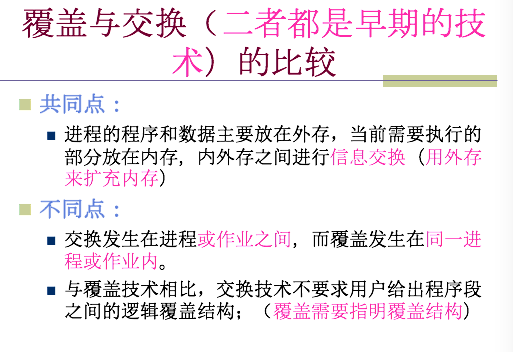 覆盖与交换（二者都是早期的技
术）的比较
共同点：
进程的程序和数据主要放在外存，当前需要执行的
部分放在内存, 内外存之间进行信息交换（用外存
来扩充内存）
不同点：
交换发生在进程或作业之间, 而覆盖发生在同一进
程或作业内。
与覆盖技术相比，交换技术不要求用户给出程序段
之间的逻辑覆盖结构；（覆盖需要指明覆盖结构）